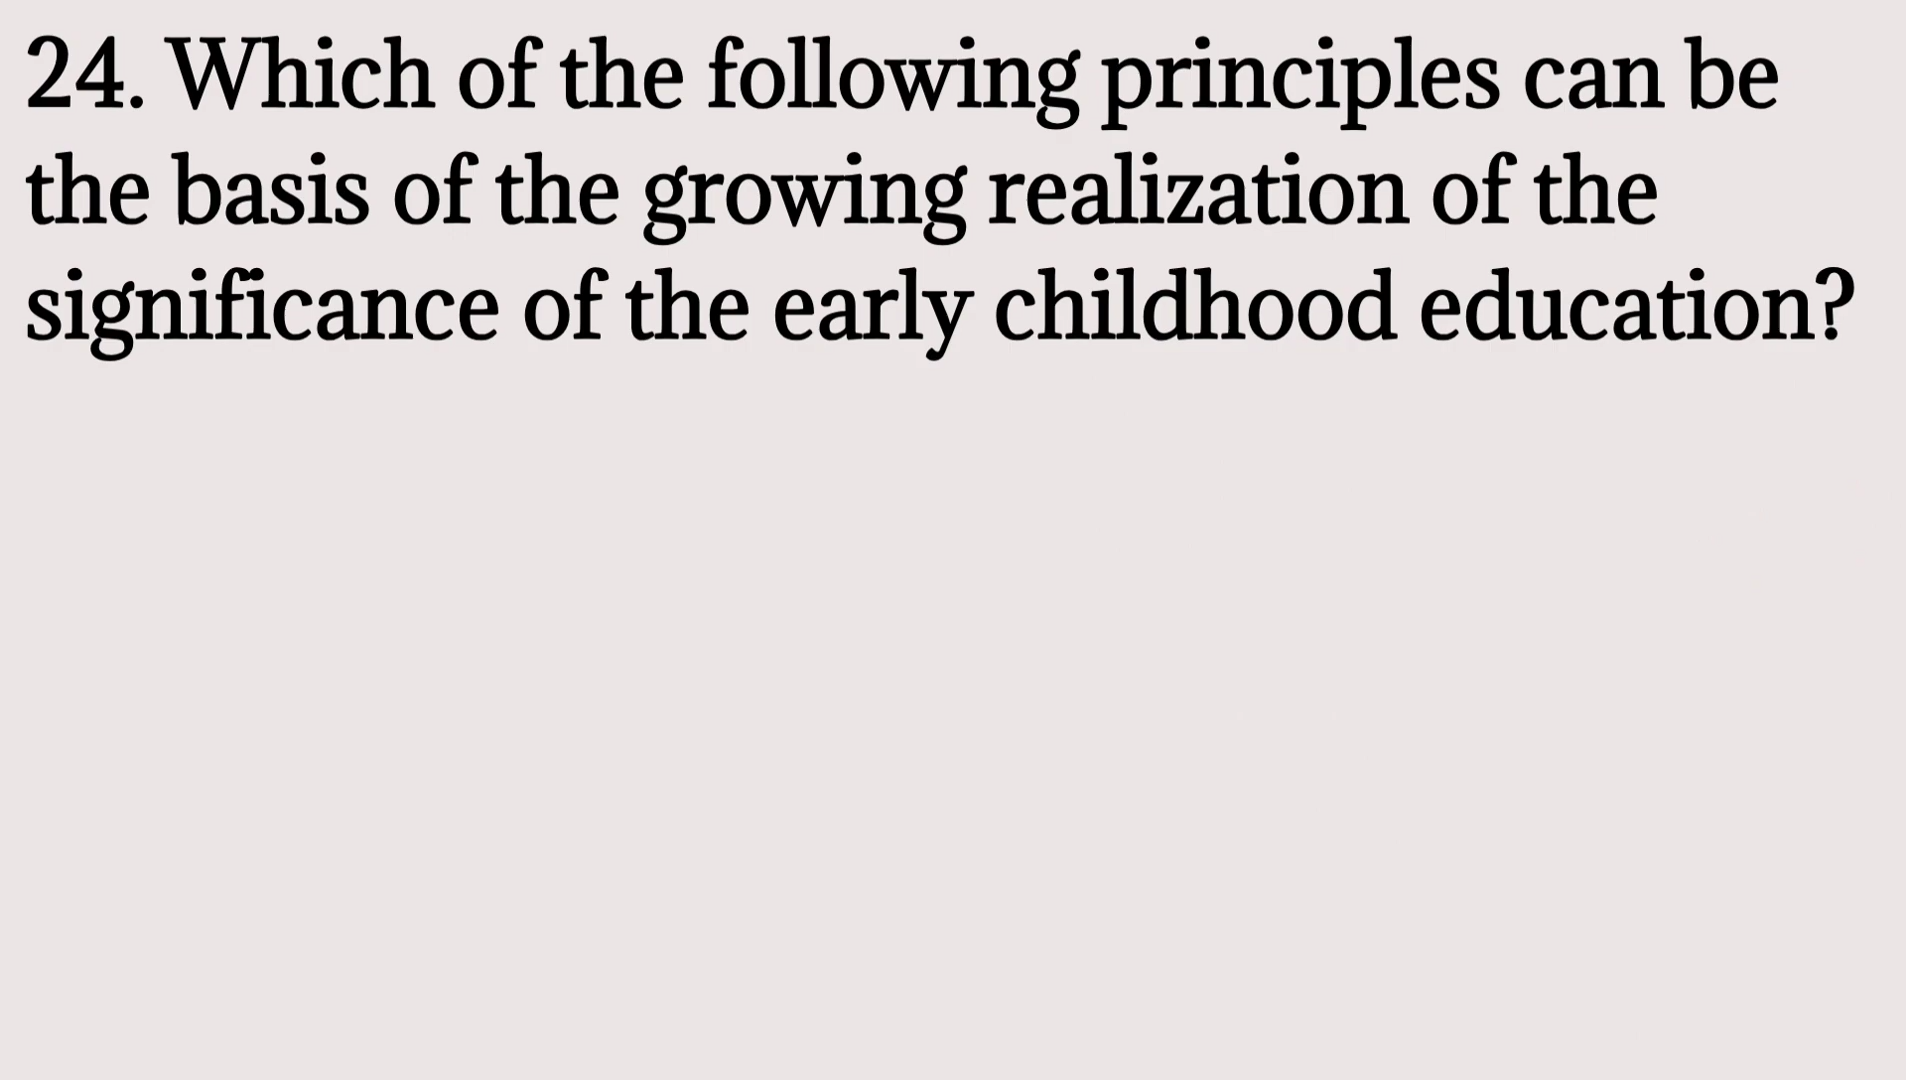 24. Which of the following principles can be
the basis of the growing realization of the
significance of the early childhood education?